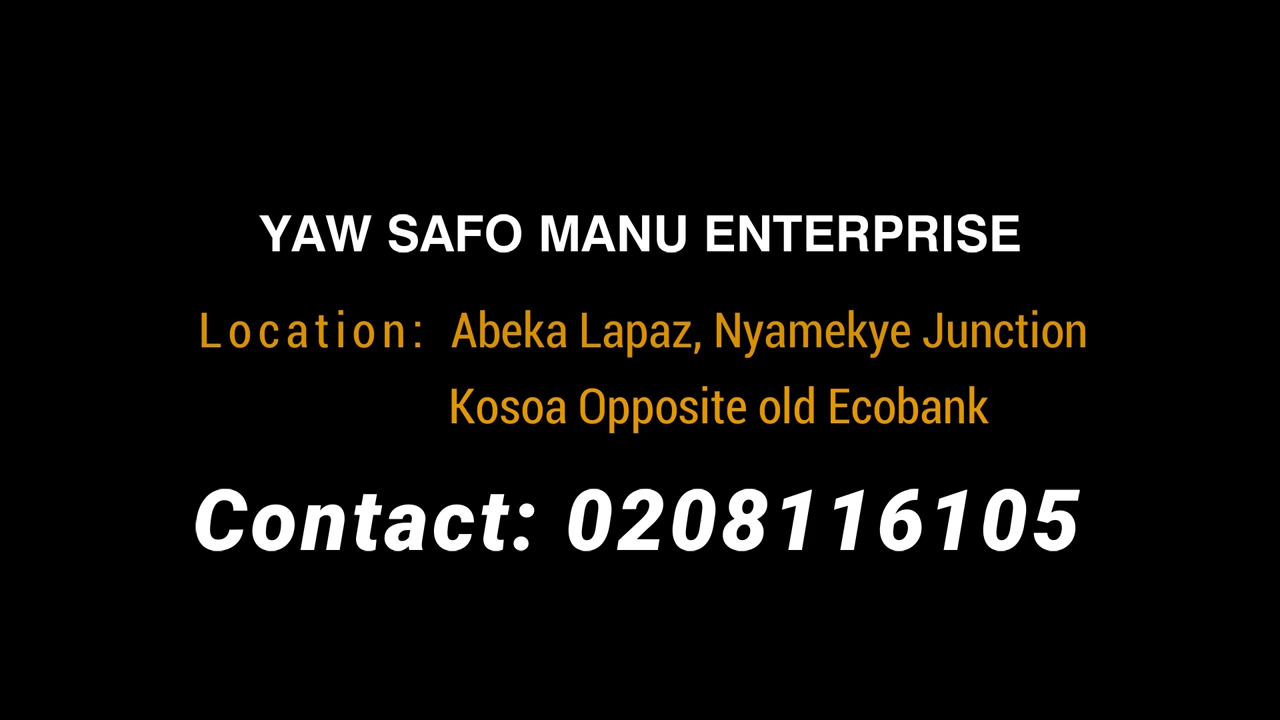 YAW SAFO MANU ENTERPRISE
Location: Abeka Lapaz, Nyamekye Junction
Kosoa Opposite old Ecobank
Contact: 0208116105